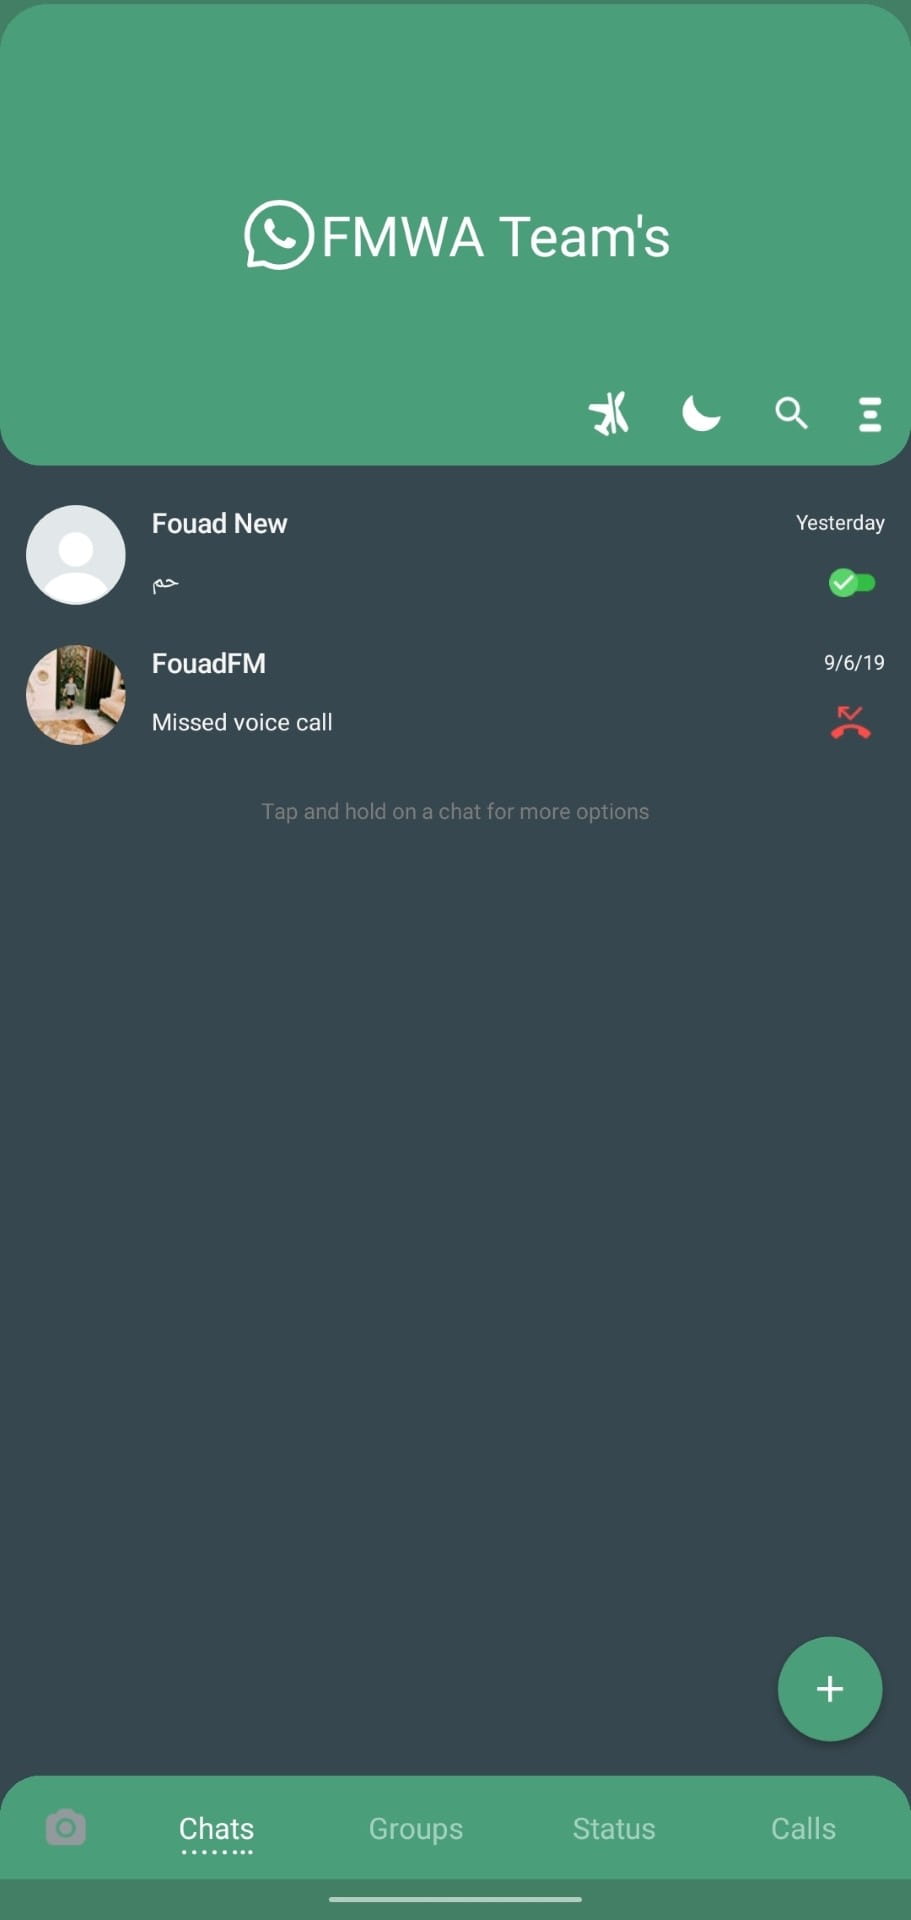 FMWA Team's
Fouad New
Yesterday
حم
FouadFM
9/6/19
Missed voice call
Tap and hold on a chat for more options
Chats
Groups
Status
Calls